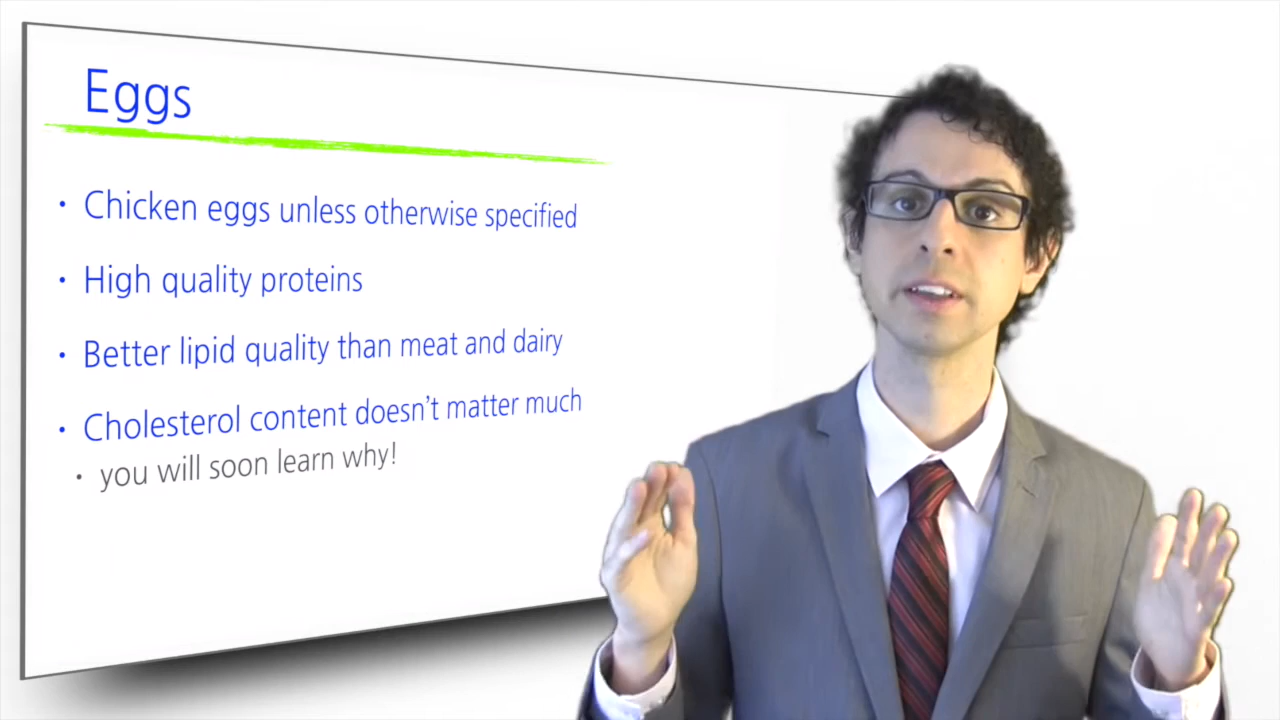 Eggs
• Chicken eggs unless otherwise specified
• High quality proteins
• Better lipid quality than meat and dairy
• Cholesterol content doesn't matter much
• you will soon learn why!